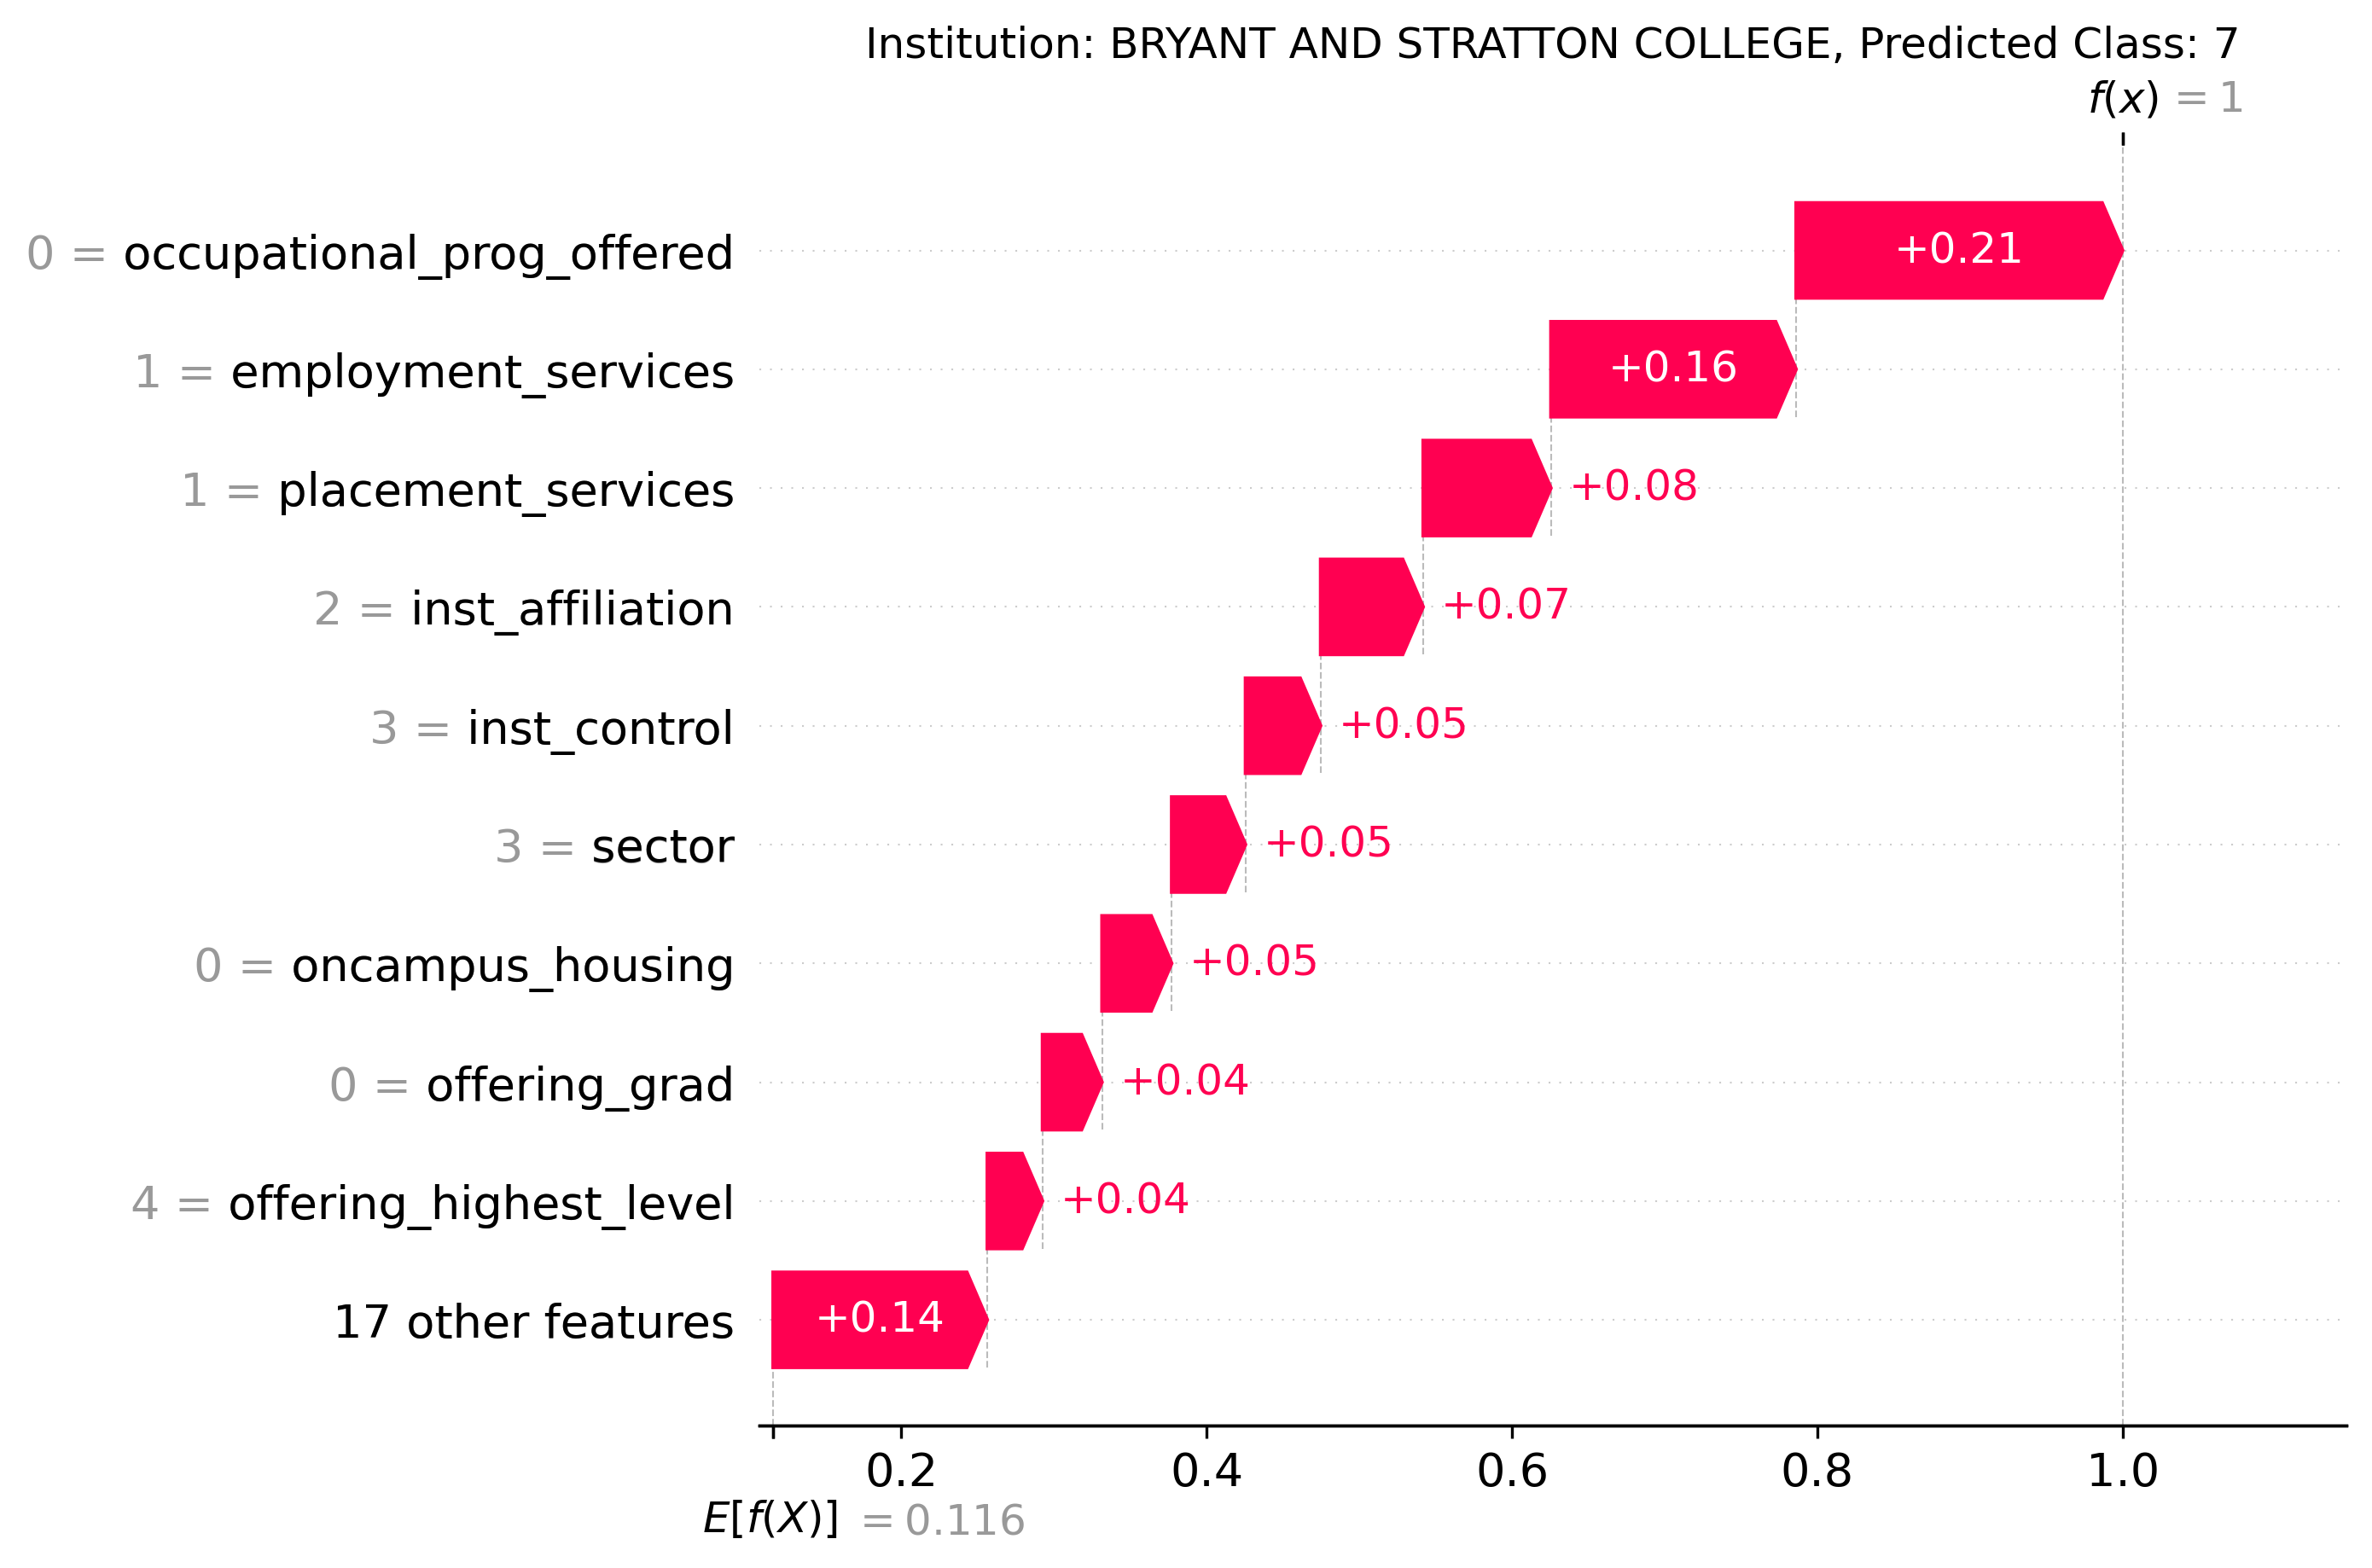 Institution: BRYANT AND STRATTON COLLEGE, Predicted Class: 7
f(x) = 1
0 = occupational_prog_offered +0.21
1 = employment_services +0.16
1 = placement_services +0.08
2 = inst_affiliation +0.07
3 = inst_control +0.05
3 = sector +0.05
0 = oncampus_housing +0.05
0 = offering_grad +0.04
4 = offering_highest_level +0.04
17 other features +0.14
0.2 0.4 0.6 0.8 1.0
E[f(X)] = 0.116